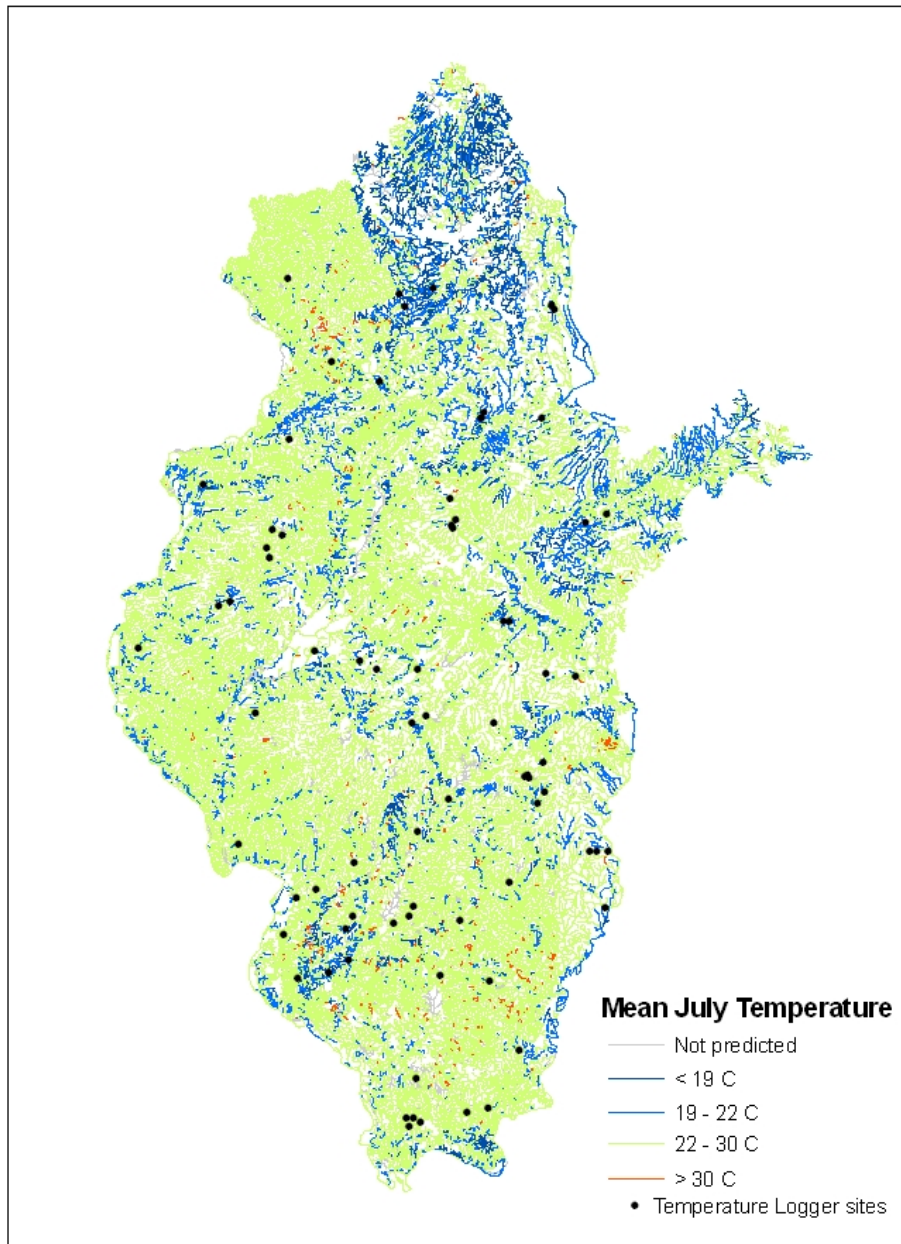 Mean July Temperature
Not predicted
< 19 C
19 - 22 C
22 - 30 C
> 30 C
Temperature Logger sites